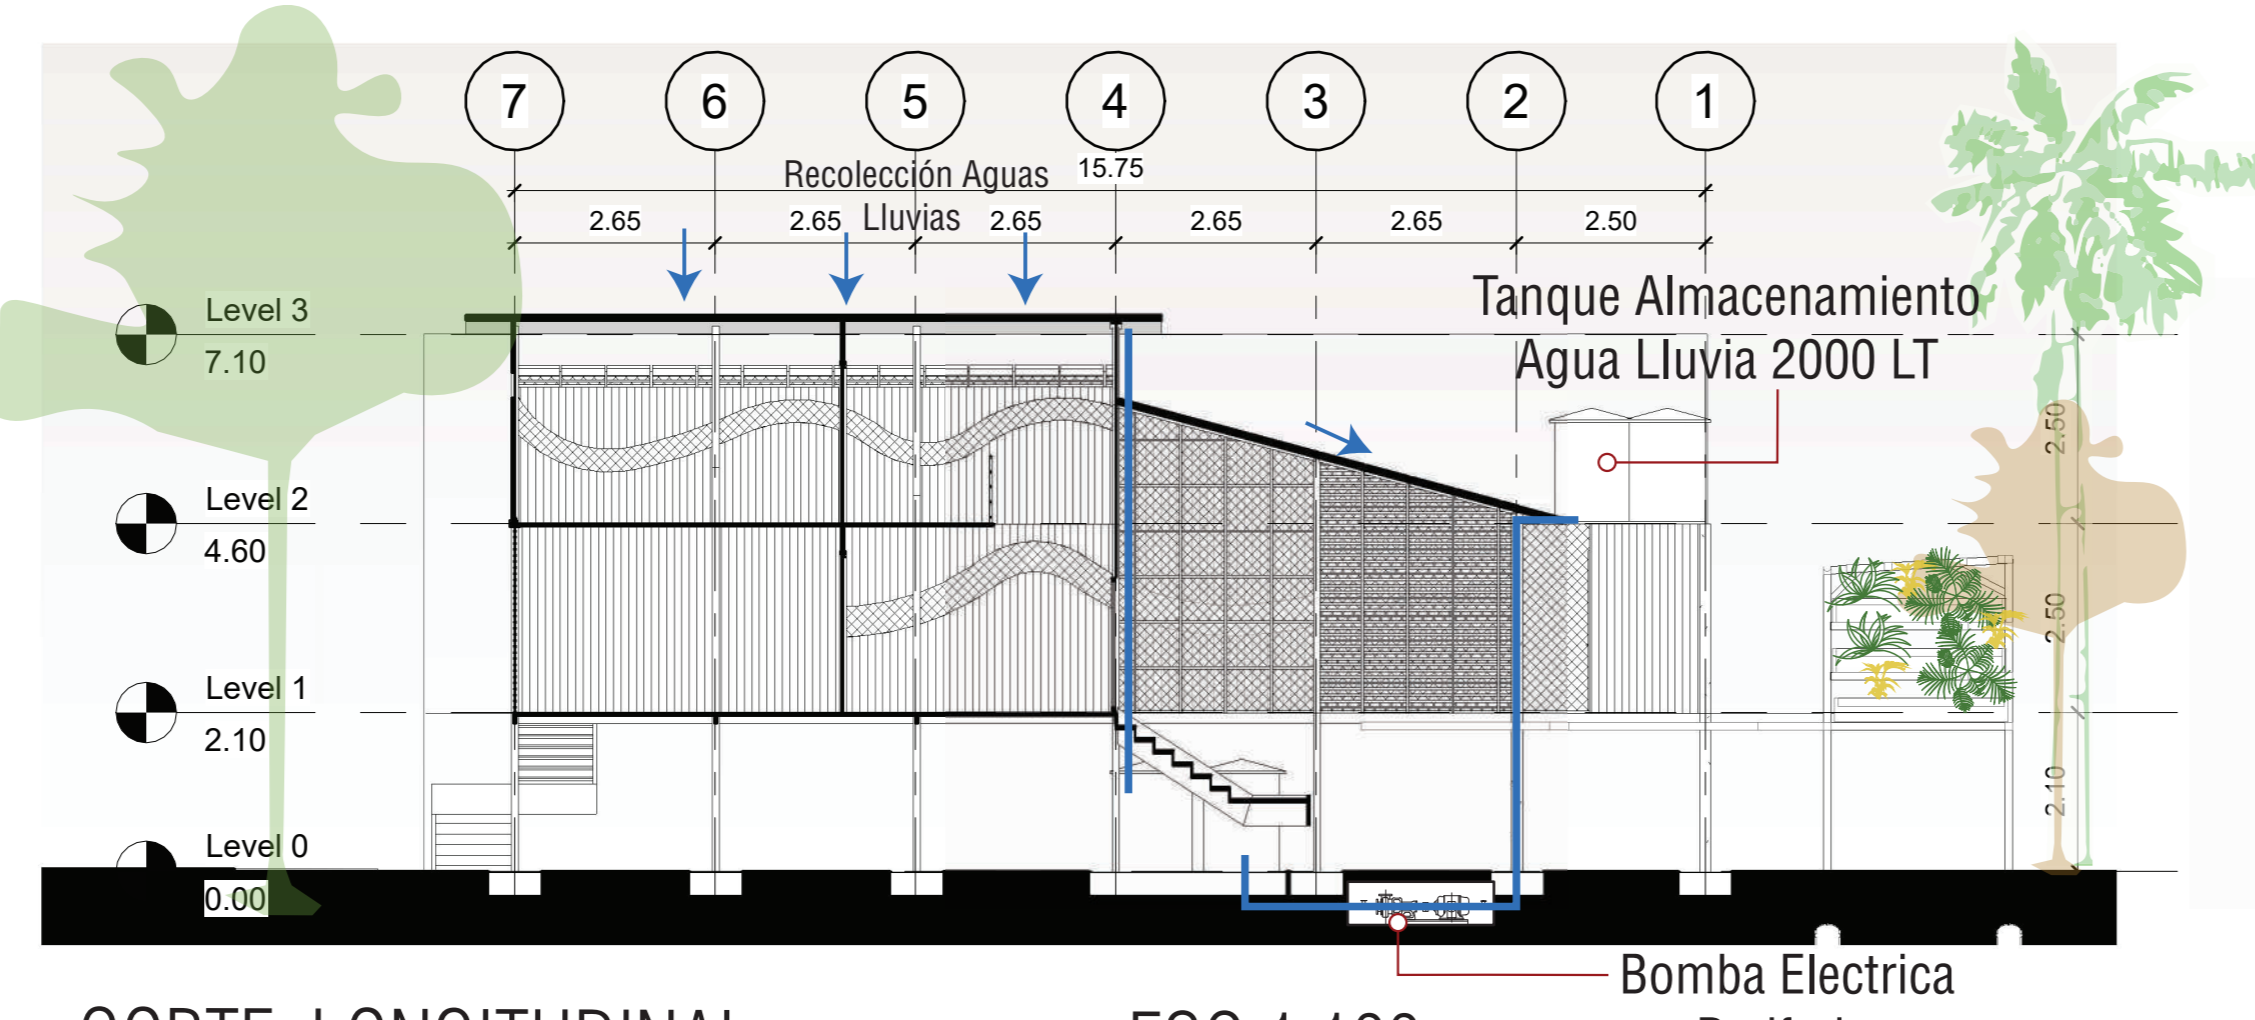 7 6 5 4 3 2 1
Recolección Aguas 15.75
2.65 2.65 Lluvias 2.65 2.65 2.65 2.50
Tanque Almacenamiento
Agua Lluvia 2000 LT
Level 3
7.10
2.50
Level 2
4.60
2.50
Level 1
2.10
2.10
Level 0
0.00
Bomba Electrica
CORTE LONGITUDINAL